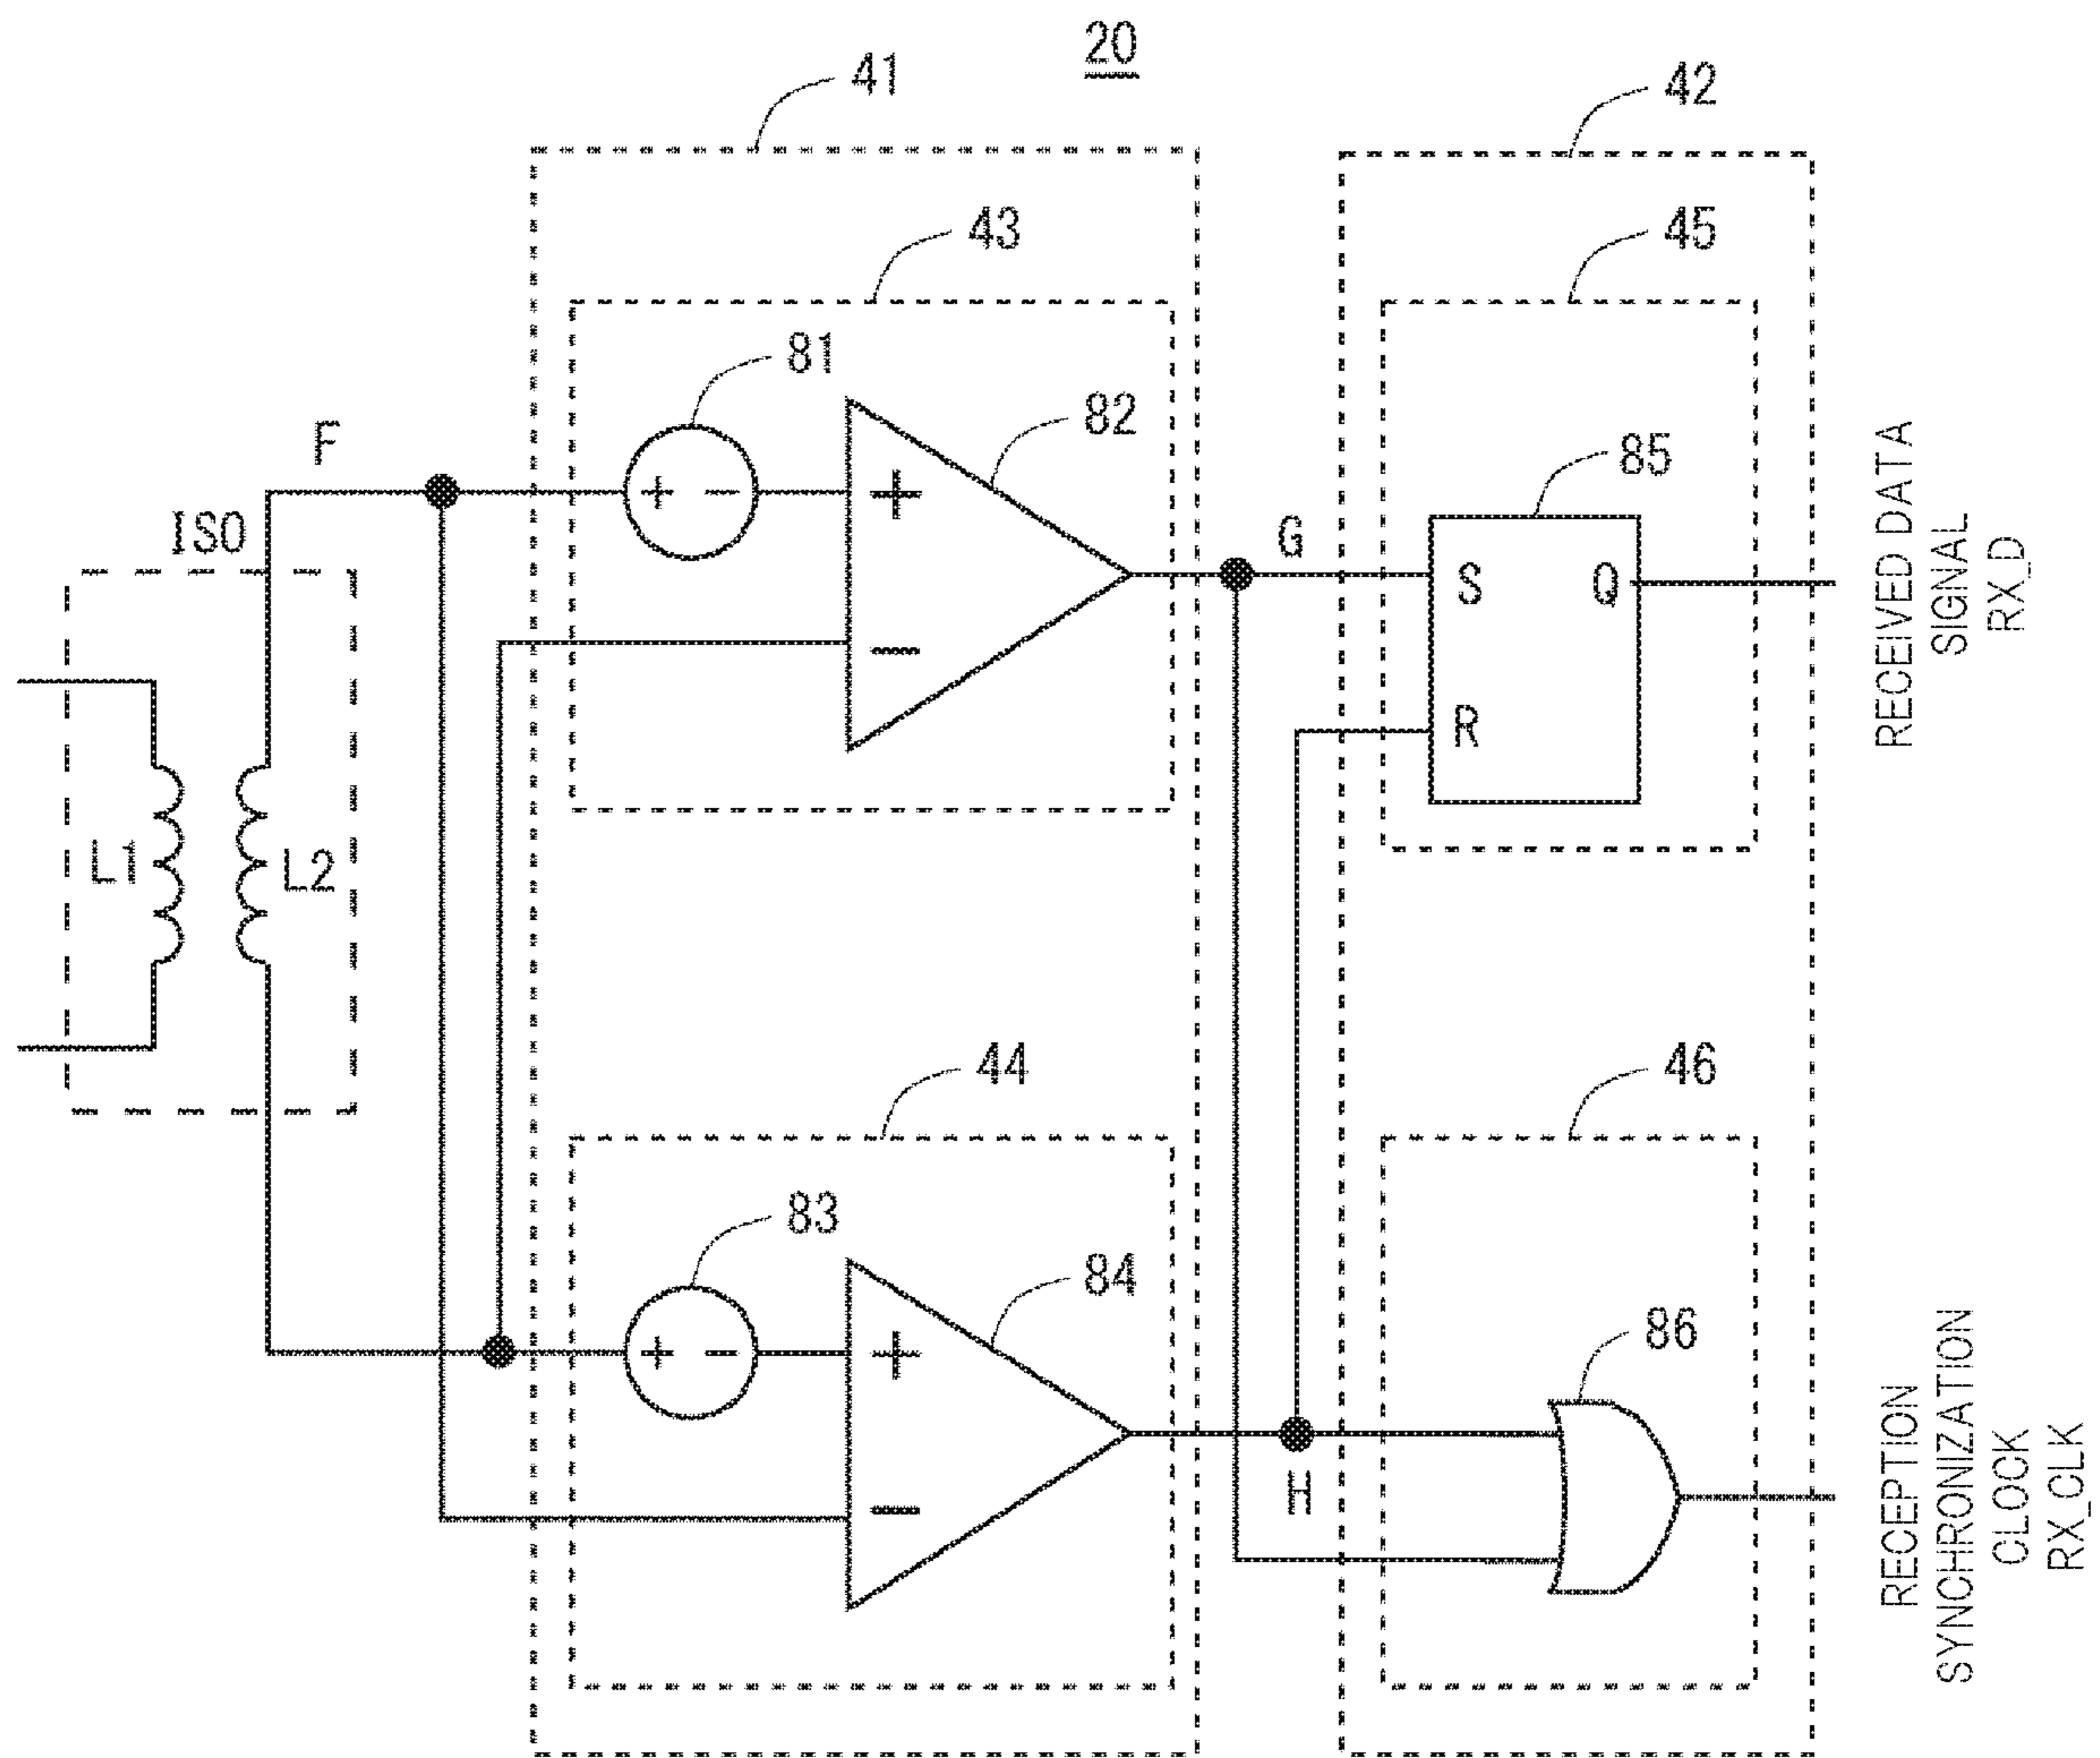 20
41
42
43
45
81
82
F
85
ISO
G
+ -
+
S
Q
-
R
L1
L2
RECEIVED DATA
SIGNAL
RX_D
44
46
83
84
86
+ -
+
H
-
RECEPTION
SYNCHRONIZATION
CLOCK
RX_CLK